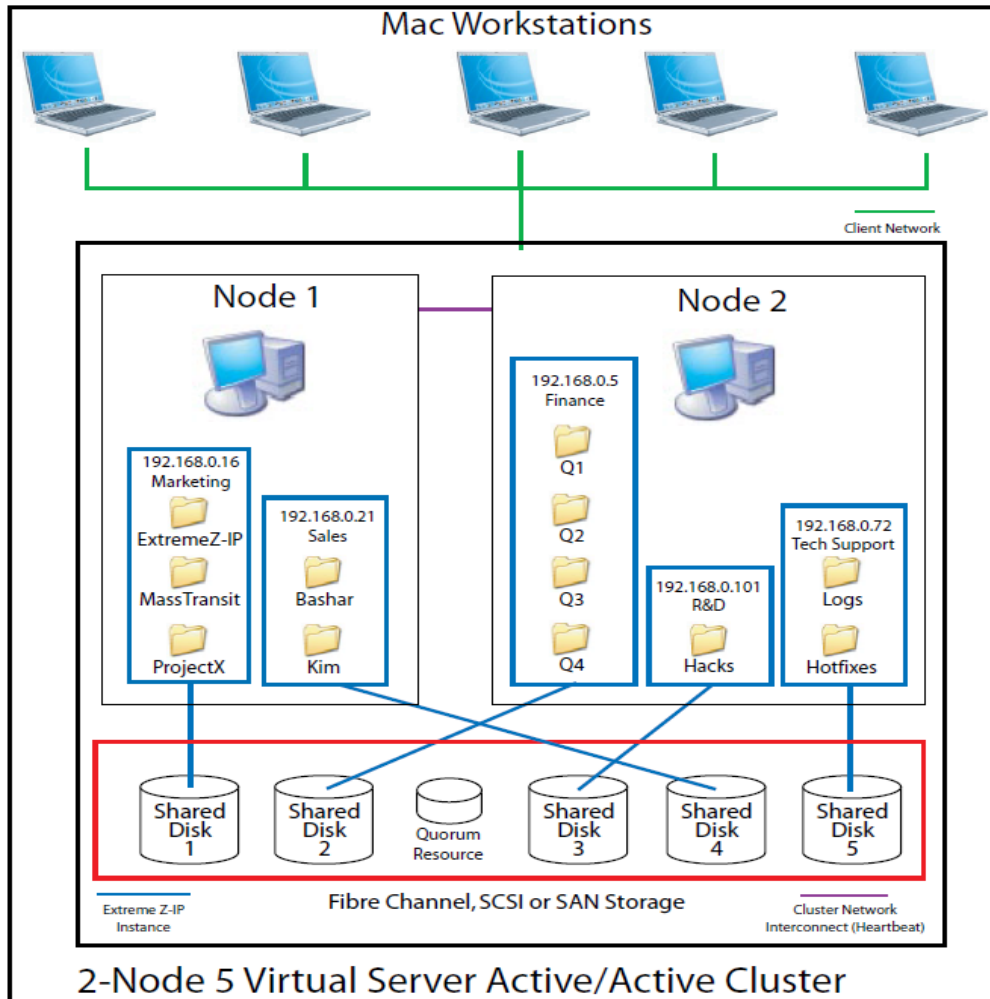 Mac Workstations
Client Network
Node 1
Node 2
192.168.0.16
Marketing
ExtremeZ-IP
MassTransit
ProjectX
192.168.0.21
Sales
Bashar
Kim
192.168.0.5
Finance
Q1
Q2
Q3
Q4
192.168.0.101
R&D
Hacks
192.168.0.72
Tech Support
Logs
Hotfixes
Shared
Disk
1
Shared
Disk
2
Quorum
Resource
Shared
Disk
3
Shared
Disk
4
Shared
Disk
5
Extreme Z-IP
Instance
Fibre Channel, SCSI or SAN Storage
Cluster Network
Interconnect (Heartbeat)
2-Node 5 Virtual Server Active/Active Cluster